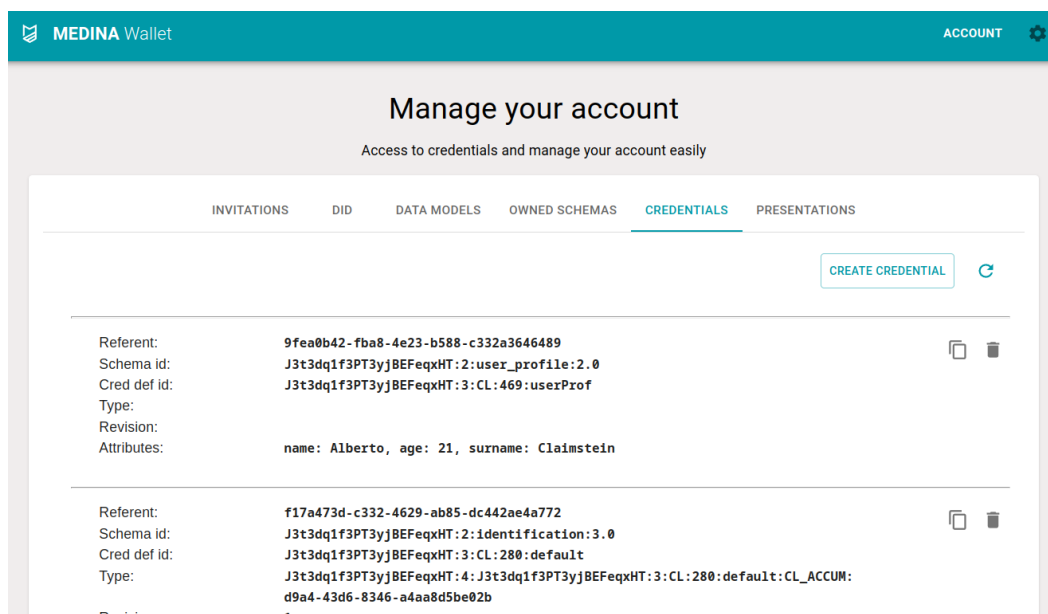 MEDINA Wallet
ACCOUNT
Manage your account
Access to credentials and manage your account easily
INVITATIONS DID DATA MODELS OWNED SCHEMAS CREDENTIALS PRESENTATIONS
CREATE CREDENTIAL
Referent: 9fea0b42-fba8-4e23-b588-c332a3646489
Schema id: J3t3dq1f3PT3yjBEFeqxHT:2:user_profile:2.0
Cred def id: J3t3dq1f3PT3yjBEFeqxHT:3:CL:469:userProf
Type:
Revision:
Attributes: name: Alberto, age: 21, surname: Claimstein
Referent: f17a473d-c332-4629-ab85-dc442ae4a772
Schema id: J3t3dq1f3PT3yjBEFeqxHT:2:identification:3.0
Cred def id: J3t3dq1f3PT3yjBEFeqxHT:3:CL:280:default
Type: J3t3dq1f3PT3yjBEFeqxHT:4:J3t3dq1f3PT3yjBEFeqxHT:3:CL:280:default:CL_ACCUM:
d9a4-43d6-8346-a4aa8d5be02b